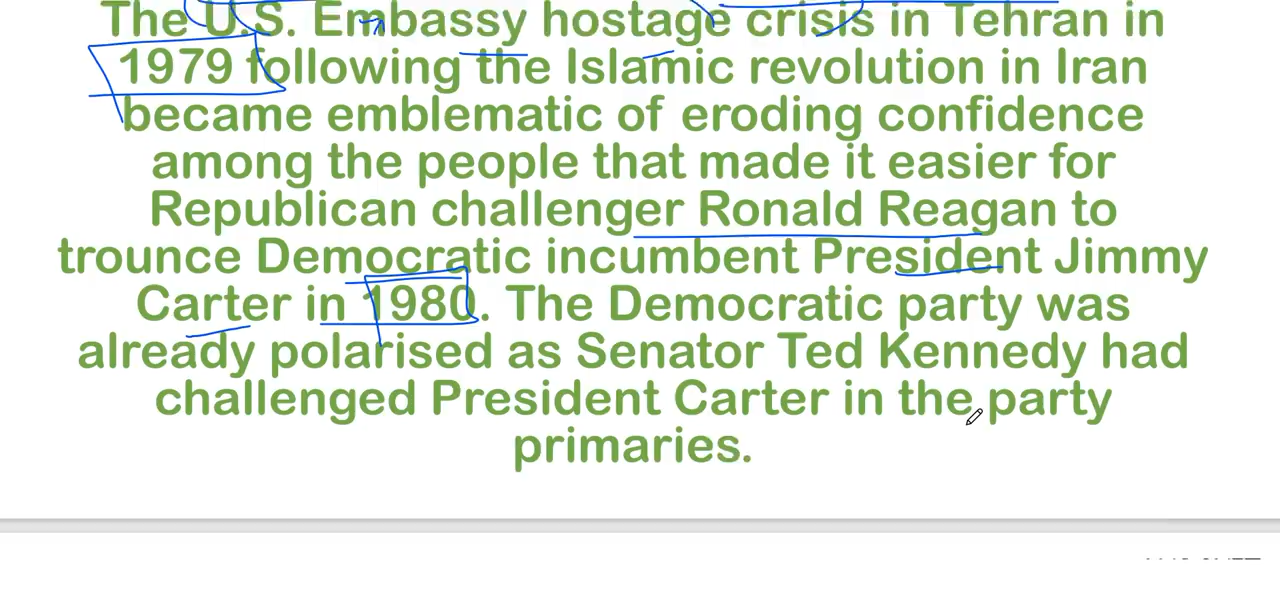 The U.S. Embassy hostage crisis in Tehran in
1979 following the Islamic revolution in Iran
became emblematic of eroding confidence
among the people that made it easier for
Republican challenger Ronald Reagan to
trounce Democratic incumbent President Jimmy
Carter in 1980. The Democratic party was
already polarised as Senator Ted Kennedy had
challenged President Carter in the party
primaries.